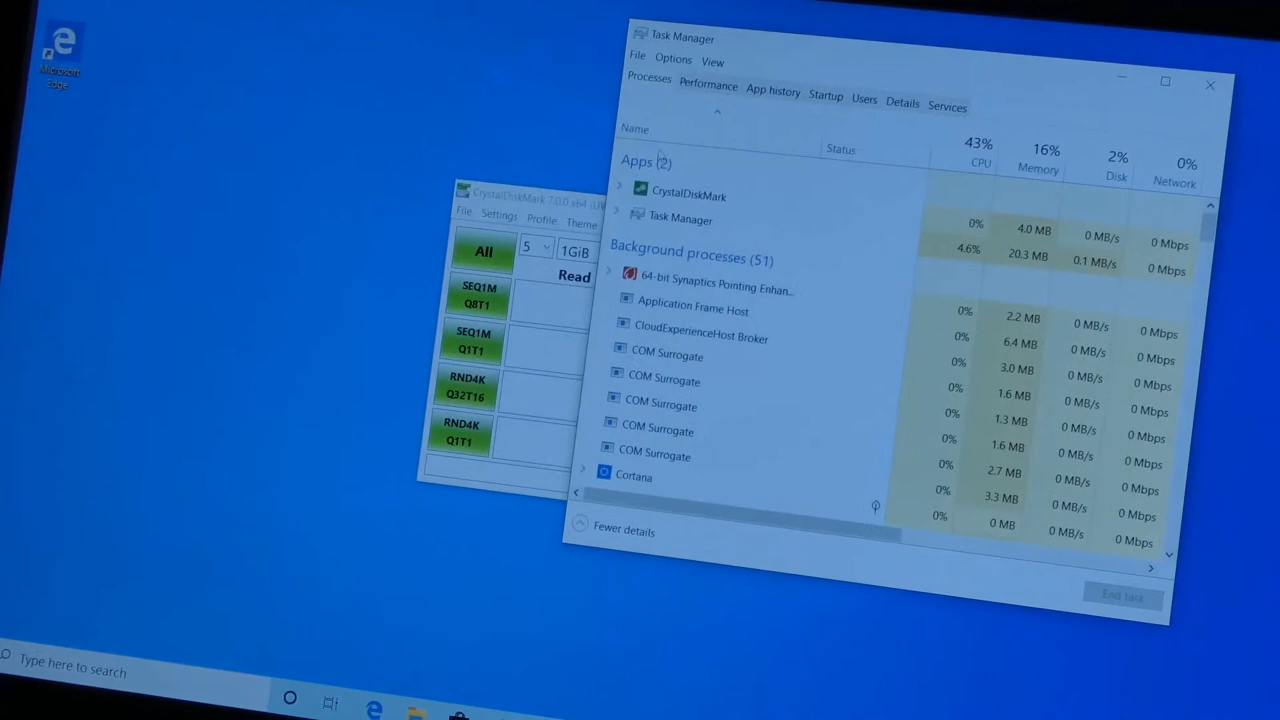 Microsoft
Edge
Task Manager
File Options View
Processes Performance App history Startup Users Details Services
Name Status 43% CPU 16% Memory 2% Disk 0% Network
Apps (2)
CrystalDiskMark 0% 4.0 MB 0 MB/s 0 Mbps
Task Manager 4.6% 20.3 MB 0.1 MB/s 0 Mbps
Background processes (51)
64-bit Synaptics Pointing Enhan... 0% 2.2 MB 0 MB/s 0 Mbps
Application Frame Host 0% 6.4 MB 0 MB/s 0 Mbps
CloudExperienceHost Broker 0% 3.0 MB 0 MB/s 0 Mbps
COM Surrogate 0% 1.6 MB 0 MB/s 0 Mbps
COM Surrogate 0% 1.3 MB 0 MB/s 0 Mbps
COM Surrogate 0% 1.6 MB 0 MB/s 0 Mbps
COM Surrogate 0% 2.7 MB 0 MB/s 0 Mbps
COM Surrogate 0% 3.3 MB 0 MB/s 0 Mbps
Cortana 0% 0 MB 0 MB/s 0 Mbps
Fewer details
End task
CrystalDiskMark 7.0.0 x64
File Settings Profile Theme
All 5 1GiB
Read
SEQ1M
Q8T1
SEQ1M
Q1T1
RND4K
Q32T16
RND4K
Q1T1
Type here to search